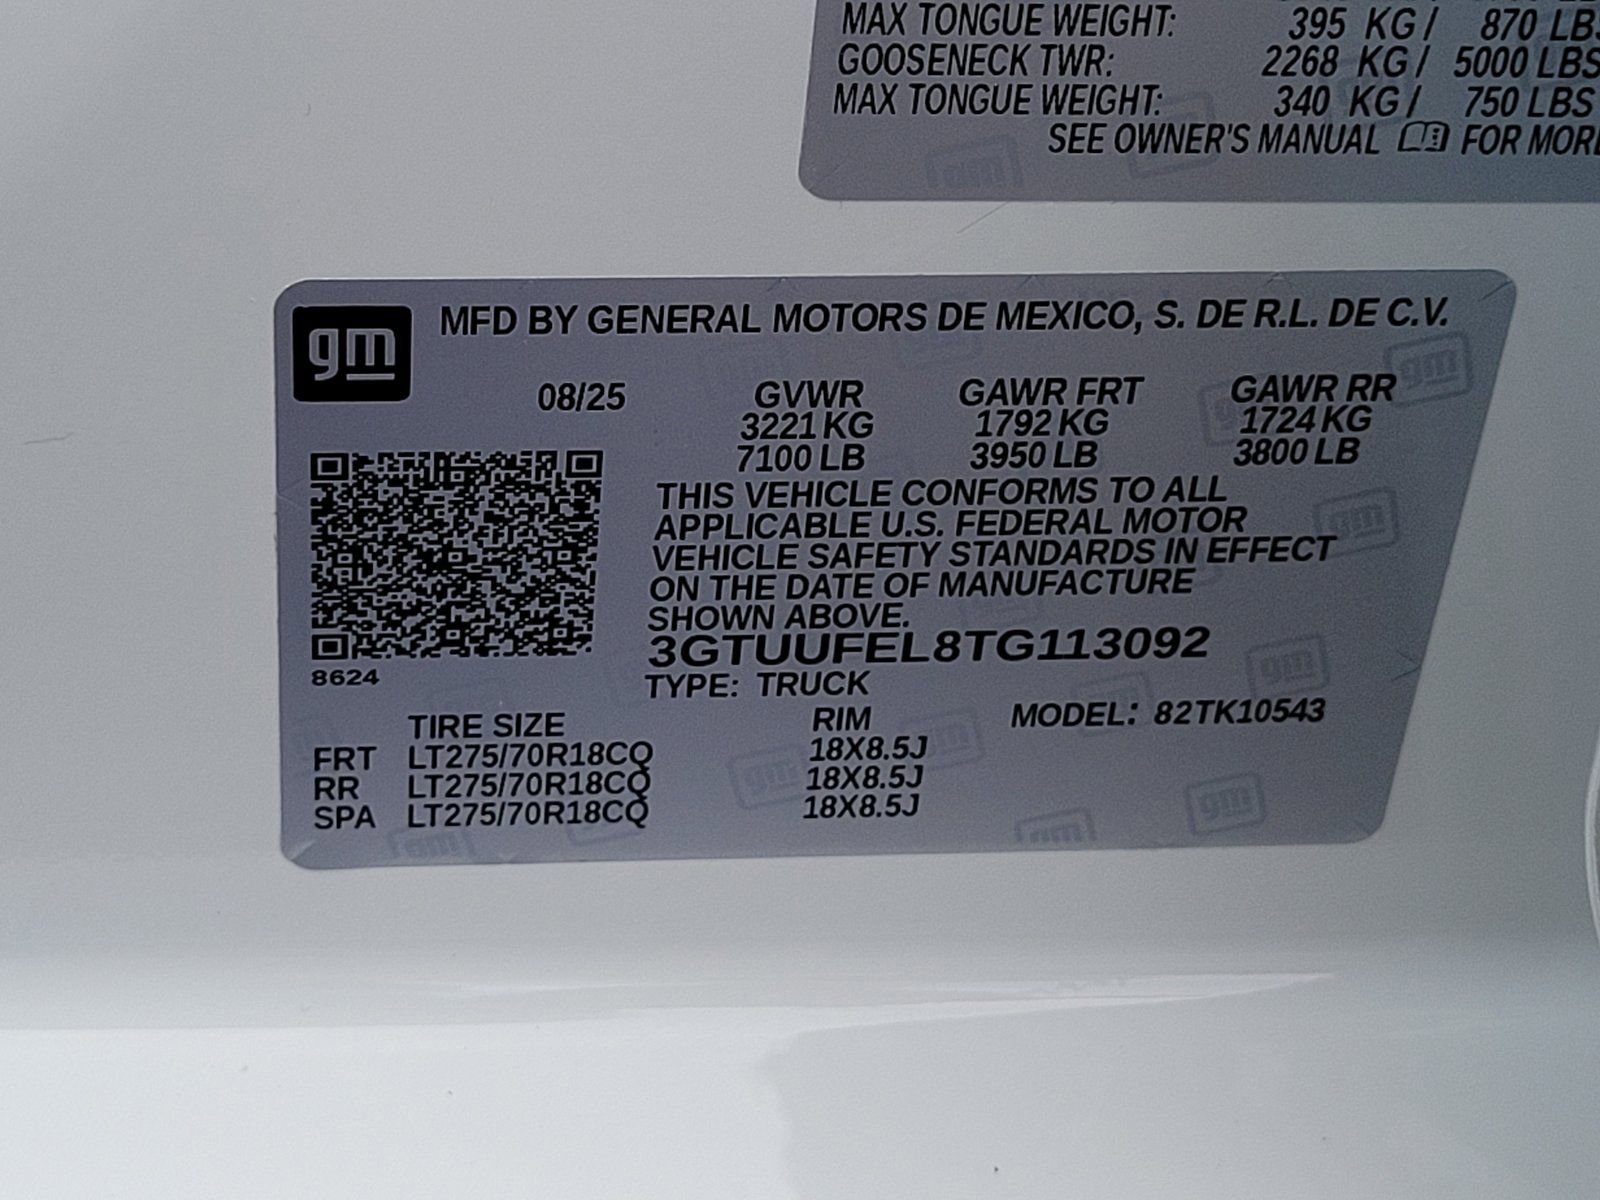 MAX TONGUE WEIGHT: 395 KG / 870 LBS
GOOSENECK TWR: 2268 KG / 5000 LBS
MAX TONGUE WEIGHT: 340 KG / 750 LBS
SEE OWNER'S MANUAL FOR MORE
gm
MFD BY GENERAL MOTORS DE MEXICO, S. DE R.L. DE C.V.
08/25 GVWR GAWR FRT GAWR RR
3221 KG 1792 KG 1724 KG
7100 LB 3950 LB 3800 LB
THIS VEHICLE CONFORMS TO ALL
APPLICABLE U.S. FEDERAL MOTOR
VEHICLE SAFETY STANDARDS IN EFFECT
ON THE DATE OF MANUFACTURE
SHOWN ABOVE.
3GTUUFEL8TG113092
8624
TYPE: TRUCK
TIRE SIZE RIM MODEL: 82TK10543
FRT LT275/70R18CQ 18X8.5J
RR LT275/70R18CQ 18X8.5J
SPA LT275/70R18CQ 18X8.5J